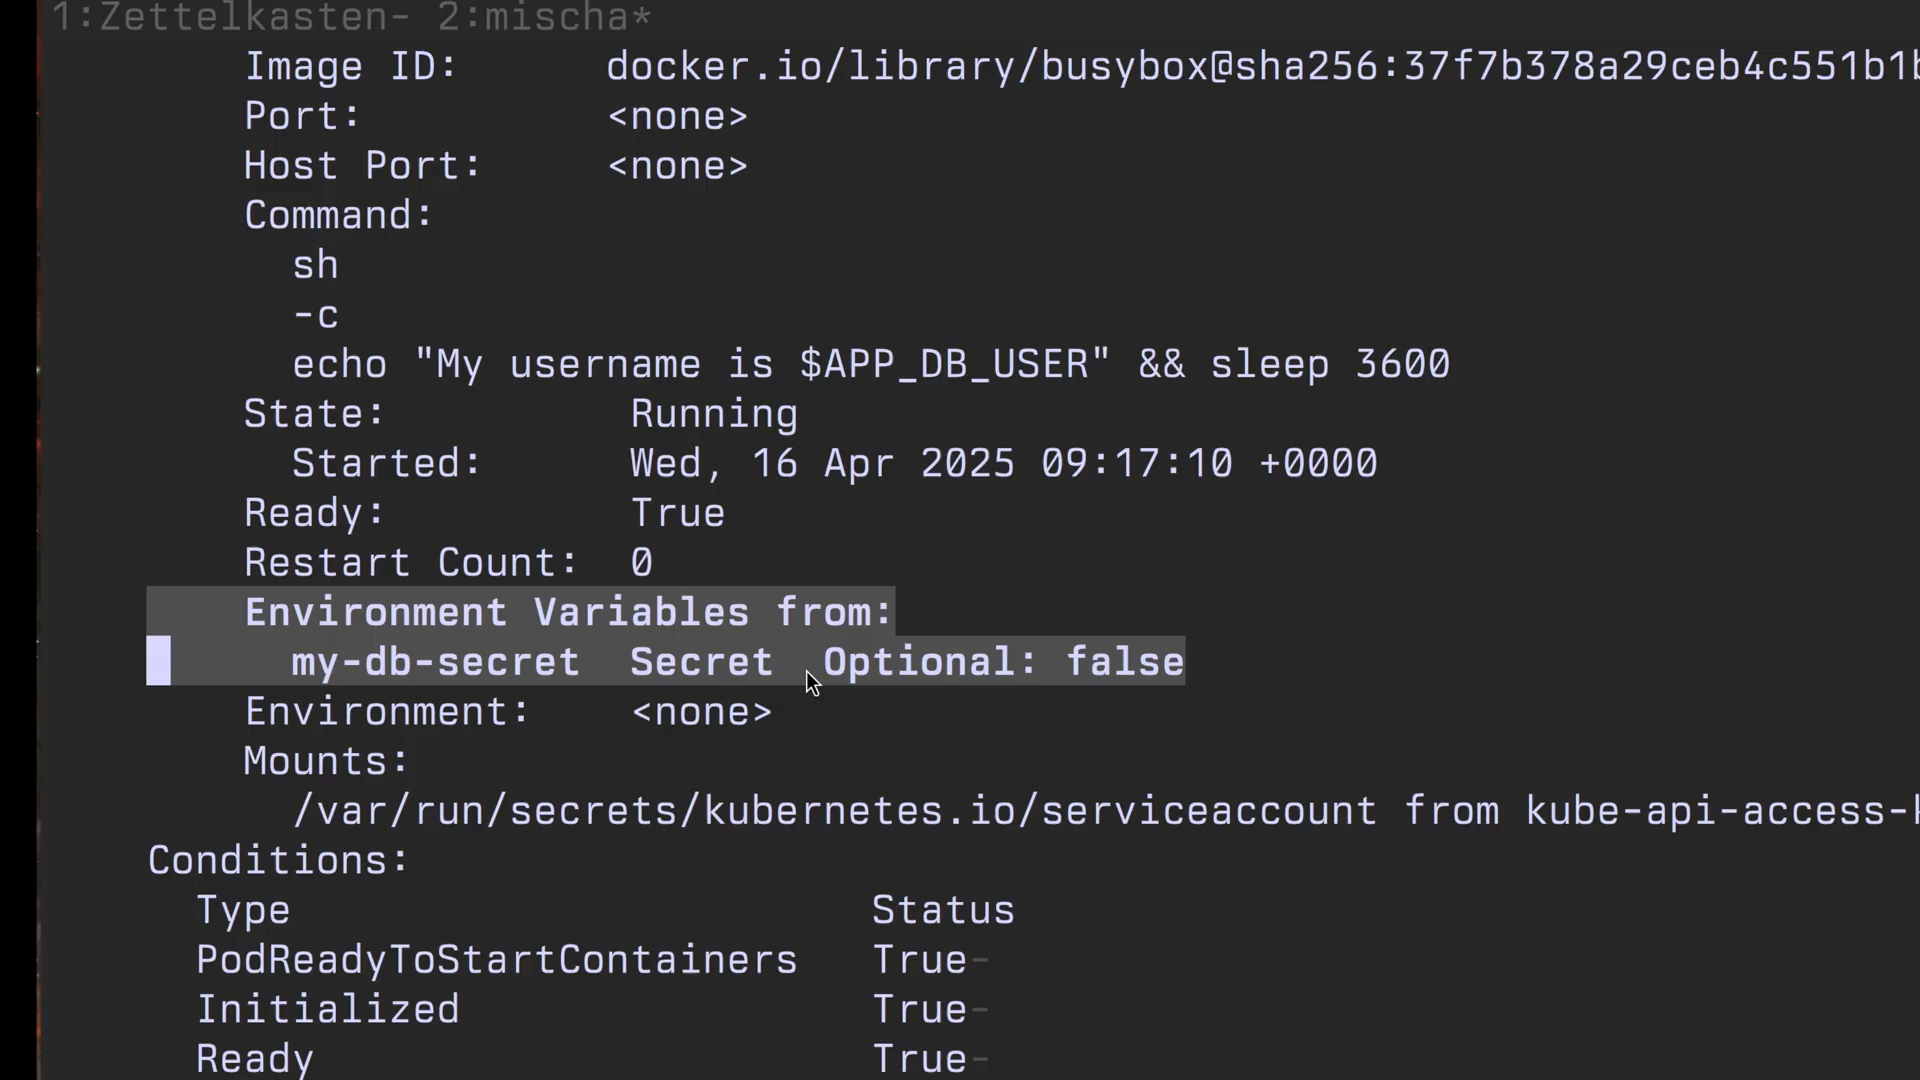 1:Zettelkasten- 2:mischa*
Image ID: docker.io/library/busybox@sha256:37f7b378a29ceb4c551b1b
Port: <none>
Host Port: <none>
Command:
sh
-c
echo "My username is $APP_DB_USER" && sleep 3600
State: Running
Started: Wed, 16 Apr 2025 09:17:10 +0000
Ready: True
Restart Count: 0
Environment Variables from:
my-db-secret Secret Optional: false
Environment: <none>
Mounts:
/var/run/secrets/kubernetes.io/serviceaccount from kube-api-access-
Conditions:
Type Status
PodReadyToStartContainers True-
Initialized True-
Ready True-